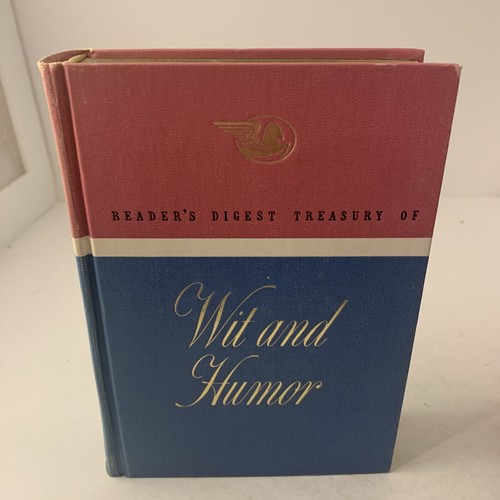 READER'S DIGEST TREASURY OF
Wit and
Humor